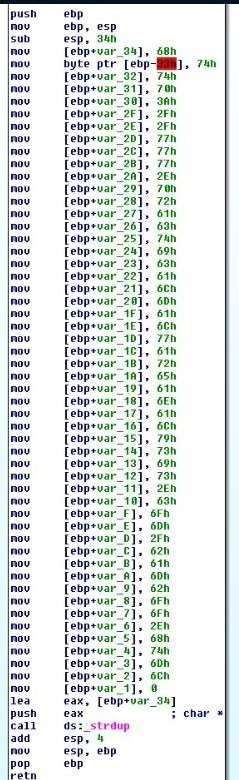 push ebp
mov ebp, esp
sub esp, 34h
mov [ebp+var_34], 68h
mov byte ptr [ebp-33h], 74h
mov [ebp+var_32], 74h
mov [ebp+var_31], 70h
mov [ebp+var_30], 3Ah
mov [ebp+var_2F], 2Fh
mov [ebp+var_2E], 2Fh
mov [ebp+var_2D], 77h
mov [ebp+var_2C], 77h
mov [ebp+var_2B], 77h
mov [ebp+var_2A], 2Eh
mov [ebp+var_29], 70h
mov [ebp+var_28], 72h
mov [ebp+var_27], 61h
mov [ebp+var_26], 63h
mov [ebp+var_25], 74h
mov [ebp+var_24], 69h
mov [ebp+var_23], 63h
mov [ebp+var_22], 61h
mov [ebp+var_21], 6Ch
mov [ebp+var_20], 6Dh
mov [ebp+var_1F], 61h
mov [ebp+var_1E], 6Ch
mov [ebp+var_1D], 77h
mov [ebp+var_1C], 61h
mov [ebp+var_1B], 72h
mov [ebp+var_1A], 65h
mov [ebp+var_19], 61h
mov [ebp+var_18], 6Eh
mov [ebp+var_17], 61h
mov [ebp+var_16], 6Ch
mov [ebp+var_15], 79h
mov [ebp+var_14], 73h
mov [ebp+var_13], 69h
mov [ebp+var_12], 73h
mov [ebp+var_11], 2Eh
mov [ebp+var_10], 63h
mov [ebp+var_F], 6Fh
mov [ebp+var_E], 6Dh
mov [ebp+var_D], 2Fh
mov [ebp+var_C], 62h
mov [ebp+var_B], 61h
mov [ebp+var_A], 6Dh
mov [ebp+var_9], 62h
mov [ebp+var_8], 6Fh
mov [ebp+var_7], 6Fh
mov [ebp+var_6], 2Eh
mov [ebp+var_5], 68h
mov [ebp+var_4], 74h
mov [ebp+var_3], 6Dh
mov [ebp+var_2], 6Ch
mov [ebp+var_1], 0
lea eax, [ebp+var_34]
push eax ; char *
call ds:_strdup
add esp, 4
mov esp, ebp
pop ebp
retn